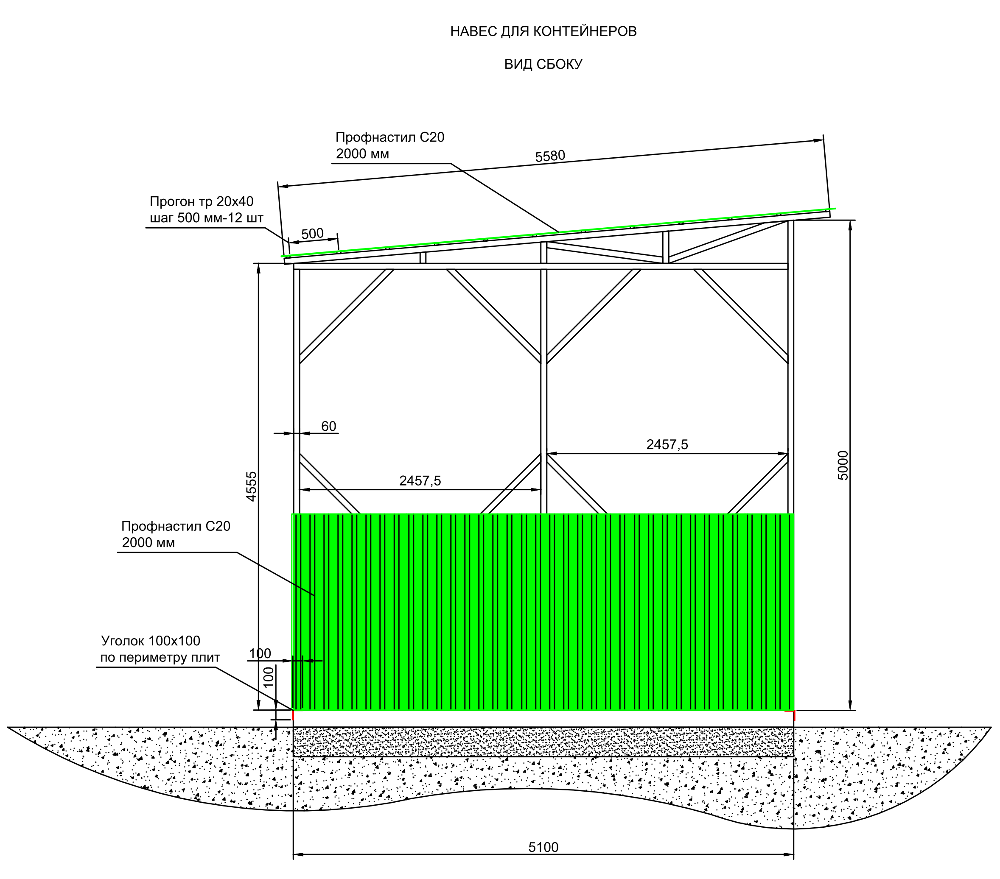 НАВЕС ДЛЯ КОНТЕЙНЕРОВ
ВИД СБОКУ
Профнастил С20
2000 мм
5580
Прогон тр 20х40
шаг 500 мм-12 шт
500
60
2457,5
2457,5
4555
5000
Профнастил С20
2000 мм
Уголок 100х100
по периметру плит
100
100
5100